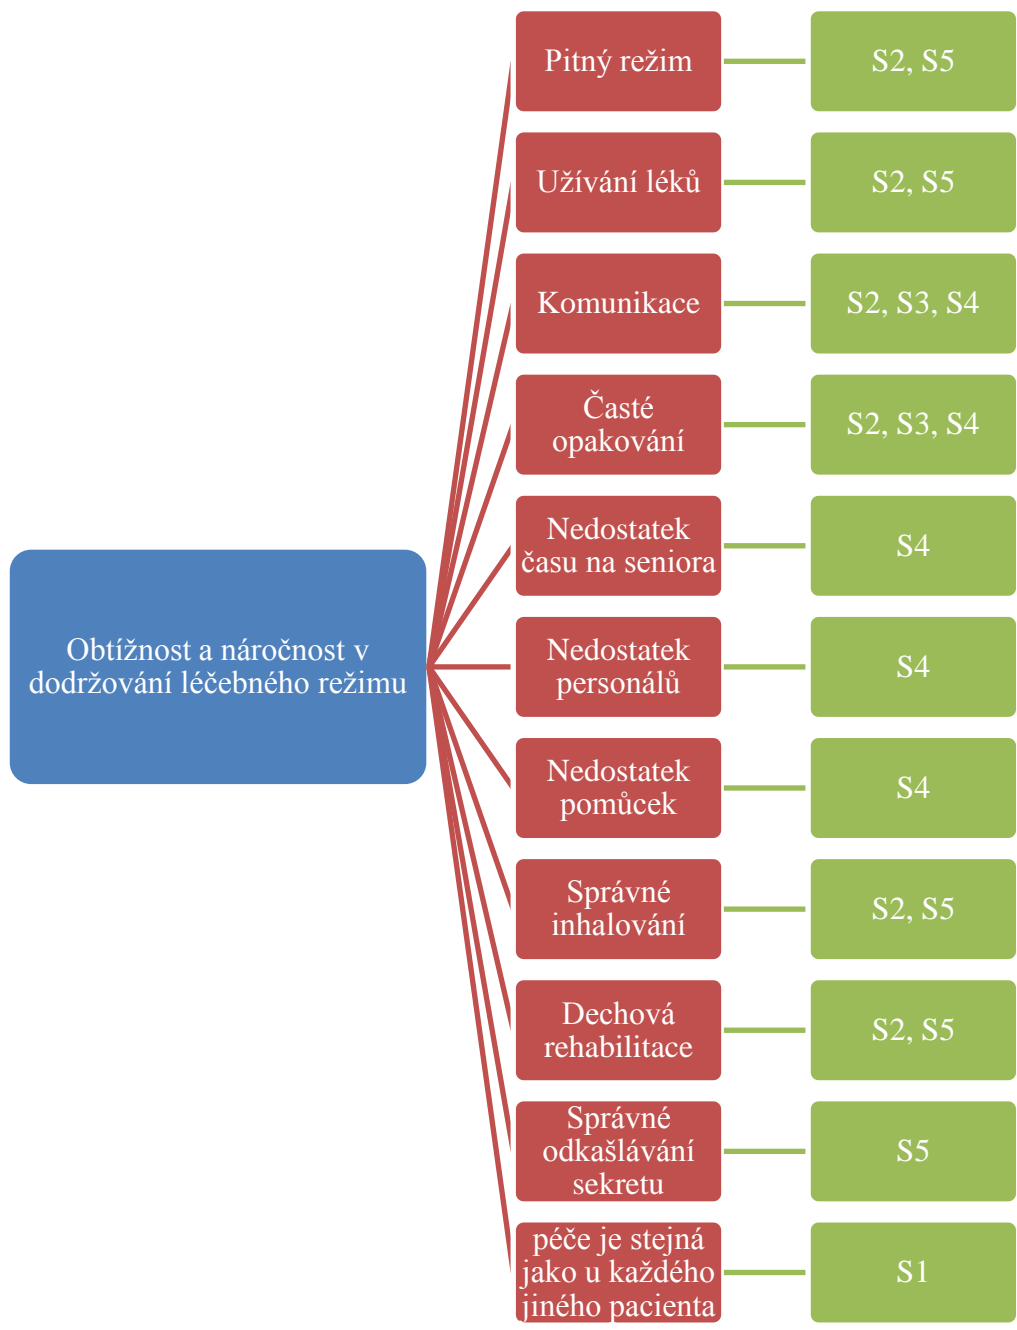 Obtížnost a náročnost v
dodržování léčebného režimu
Pitný režim
S2, S5
Užívání léků
S2, S5
Komunikace
S2, S3, S4
Časté
opakování
S2, S3, S4
Nedostatek
času na seniora
S4
Nedostatek
personálů
S4
Nedostatek
pomůcek
S4
Správné
inhalování
S2, S5
Dechová
rehabilitace
S2, S5
Správné
odkašlávání
sekretu
S5
péče je stejná
jako u každého
jiného pacienta
S1